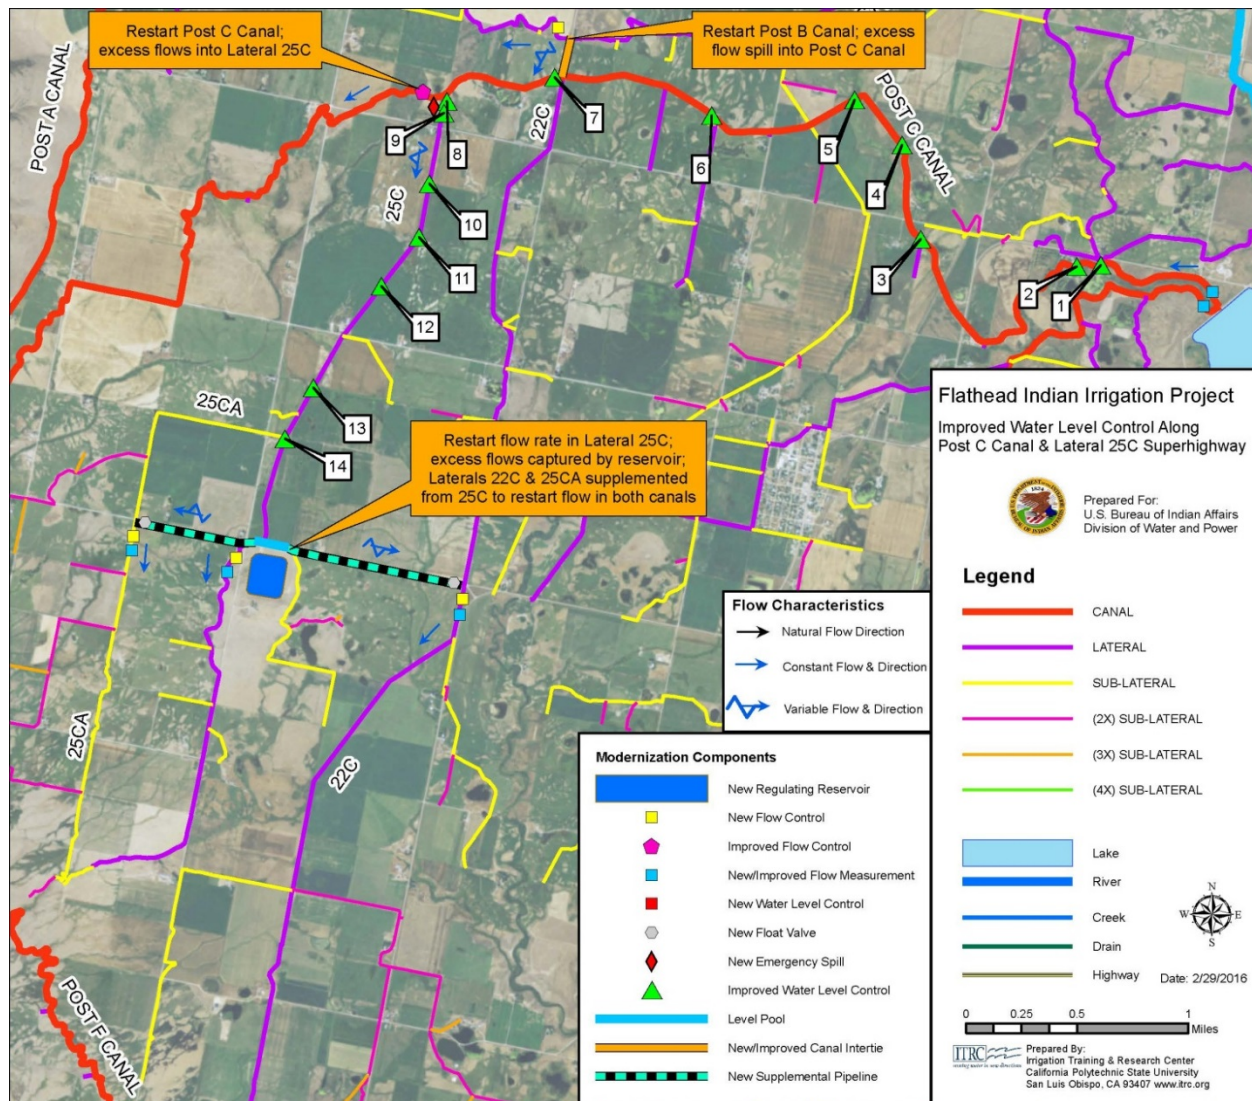 Restart Post C Canal;
excess flows into Lateral 25C
Restart Post B Canal; excess
flow spill into Post C Canal
POST A CANAL
POST C CANAL
22C
25C
1
2
3
4
5
6
7
8
9
10
11
12
13
14
25CA
Restart flow rate in Lateral 25C;
excess flows captured by reservoir;
Laterals 22C & 25CA supplemented
from 25C to restart flow in both canals
25CA
22C
POST F CANAL
Flow Characteristics
Natural Flow Direction
Constant Flow & Direction
Variable Flow & Direction
Modernization Components
New Regulating Reservoir
New Flow Control
Improved Flow Control
New/Improved Flow Measurement
New Water Level Control
New Float Valve
New Emergency Spill
Improved Water Level Control
Level Pool
New/Improved Canal Intertie
New Supplemental Pipeline
Flathead Indian Irrigation Project
Improved Water Level Control Along
Post C Canal & Lateral 25C Superhighway
Prepared For:
U.S. Bureau of Indian Affairs
Division of Water and Power
Legend
CANAL
LATERAL
SUB-LATERAL
(2X) SUB-LATERAL
(3X) SUB-LATERAL
(4X) SUB-LATERAL
Lake
River
Creek
Drain
Highway
N
W E
S
Date: 2/29/2016
0 0.25 0.5 1
Miles
ITRC
Prepared By:
Irrigation Training & Research Center
California Polytechnic State University
San Luis Obispo, CA 93407 www.itrc.org